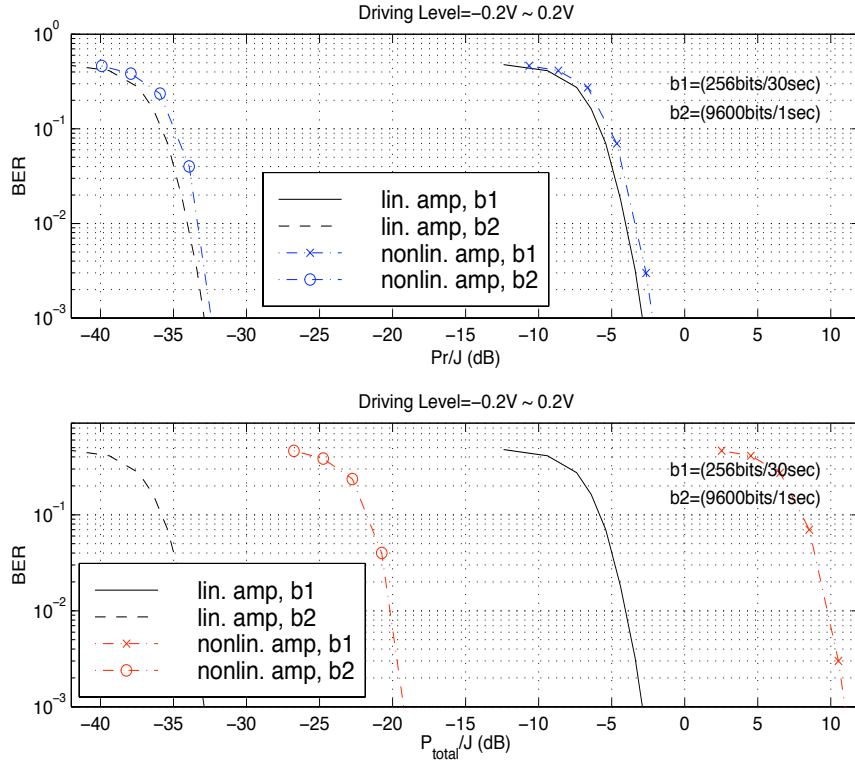 Driving Level=−0.2V ~ 0.2V
10^0
10^−1
10^−2
10^−3
BER
b1=(256bits/30sec)
b2=(9600bits/1sec)
lin. amp, b1
lin. amp, b2
nonlin. amp, b1
nonlin. amp, b2
−40 −35 −30 −25 −20 −15 −10 −5 0 5 10
Pr/J (dB)
Driving Level=−0.2V ~ 0.2V
10^−1
10^−2
10^−3
BER
b1=(256bits/30sec)
b2=(9600bits/1sec)
lin. amp, b1
lin. amp, b2
nonlin. amp, b1
nonlin. amp, b2
−40 −35 −30 −25 −20 −15 −10 −5 0 5 10
P_total/J (dB)